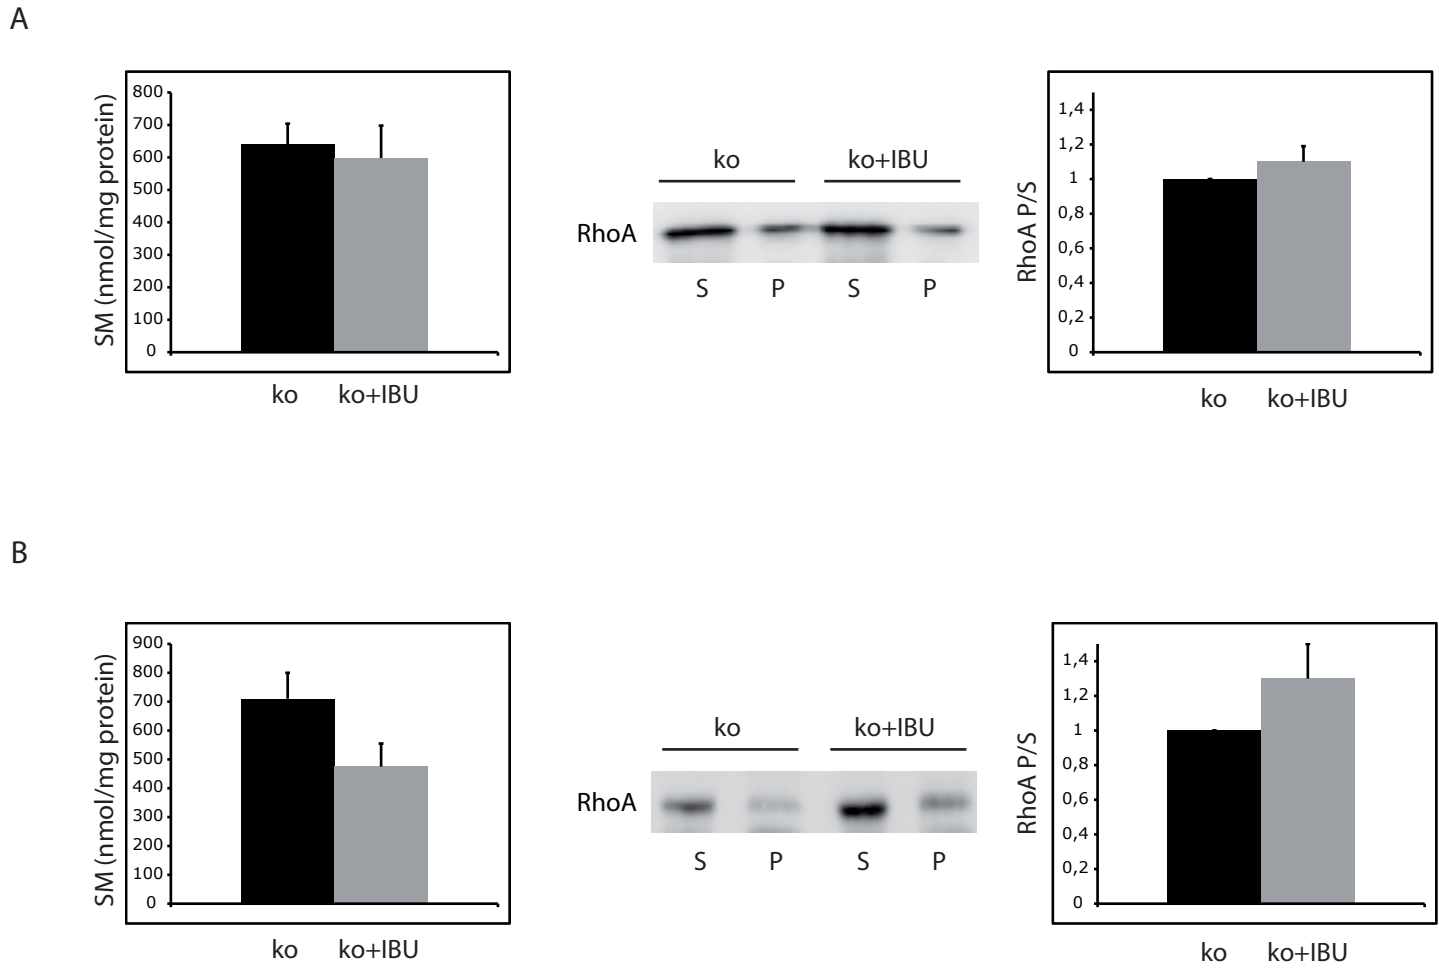 A
SM (nmol/mg protein)
800
700
600
500
400
300
200
100
0
ko ko+IBU
ko ko+IBU
RhoA
S P S P
RhoA P/S
1,4
1,2
1
0,8
0,6
0,4
0,2
0
ko ko+IBU
B
SM (nmol/mg protein)
900
800
700
600
500
400
300
200
100
0
ko ko+IBU
ko ko+IBU
RhoA
S P S P
RhoA P/S
1,4
1,2
1
0,8
0,6
0,4
0,2
0
ko ko+IBU